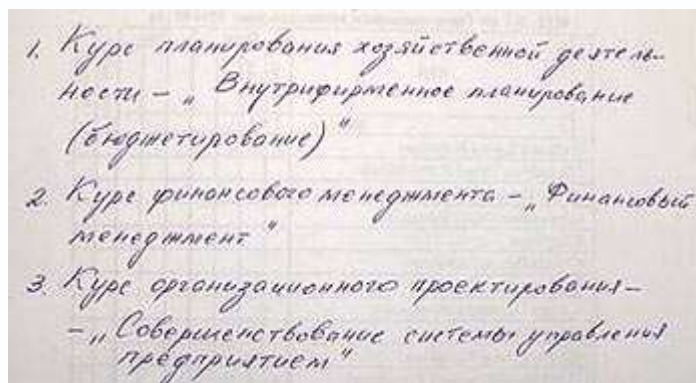 1. Курс планирования хозяйственной деятель-
ности – „Внутрифирменное планирование
(бюджетирование)"
2. Курс финансового менеджмента – „Финансовый
менеджмент"
3. Курс организационного проектирования –
– „Совершенствование системы управления
предприятием"